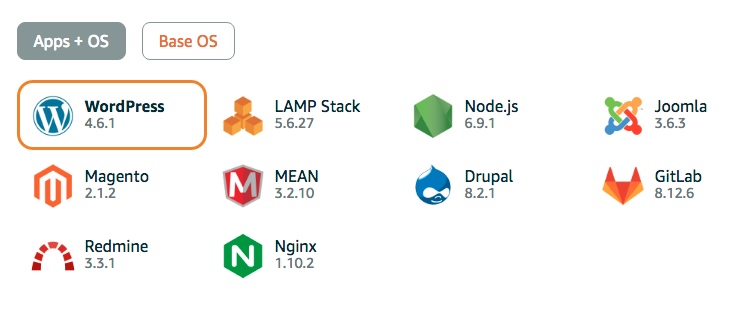 Apps + OS
Base OS
WordPress
4.6.1
LAMP Stack
5.6.27
Node.js
6.9.1
Joomla
3.6.3
Magento
2.1.2
MEAN
3.2.10
Drupal
8.2.1
GitLab
8.12.6
Redmine
3.3.1
Nginx
1.10.2